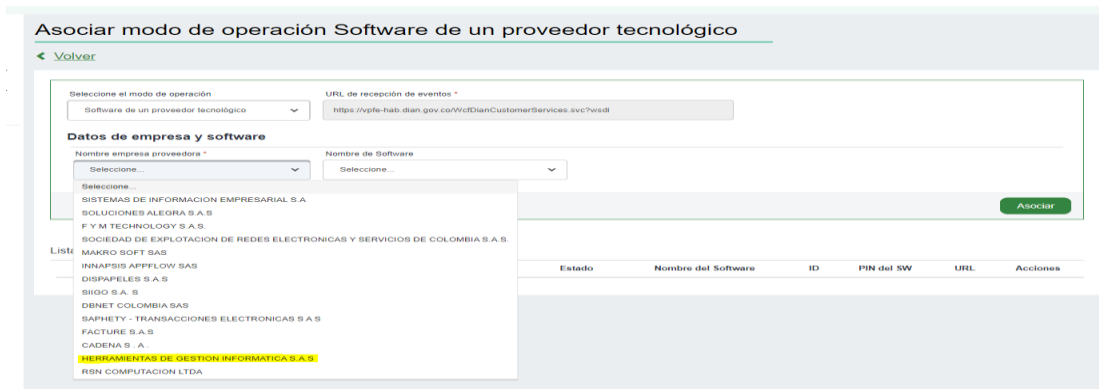 Asociar modo de operación Software de un proveedor tecnológico
Volver
Seleccione el modo de operación URL de recepción de eventos *
Software de un proveedor tecnológico https://vpfe-hab.dian.gov.co/WcfDianCustomerServices.svc?wsdl
Datos de empresa y software
Nombre empresa proveedora * Nombre de Software
Seleccione... Seleccione...
Seleccione...
SISTEMAS DE INFORMACION EMPRESARIAL S.A
SOLUCIONES ALEGRA S.A.S
Asociar
F Y M TECHNOLOGY S.A.S.
SOCIEDAD DE EXPLOTACION DE REDES ELECTRONICAS Y SERVICIOS DE COLOMBIA S.A.S.
Lista
MAKRO SOFT SAS
INNAPSIS APPFLOW SAS
Estado Nombre del Software ID PIN del SW URL Acciones
DISPAPELES S.A.S
SIIGO S.A. S
DBNET COLOMBIA SAS
SAPHETY - TRANSACCIONES ELECTRONICAS S A S
FACTURE S.A.S
CADENA S . A .
HERRAMIENTAS DE GESTION INFORMATICA S.A.S
RSN COMPUTACION LTDA